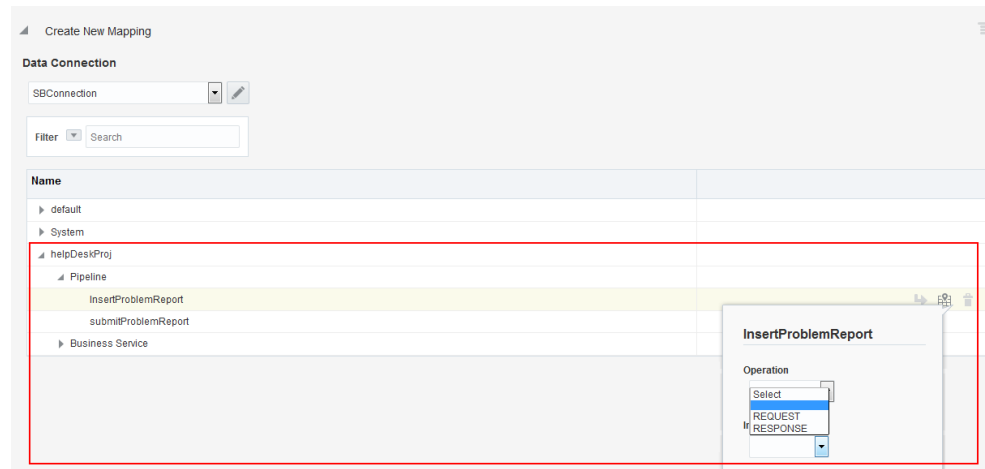 Create New Mapping
Data Connection
SBConnection
Filter
Search
Name
default
System
helpDeskProj
Pipeline
InsertProblemReport
submitProblemReport
Business Service
InsertProblemReport
Operation
Select
REQUEST
RESPONSE